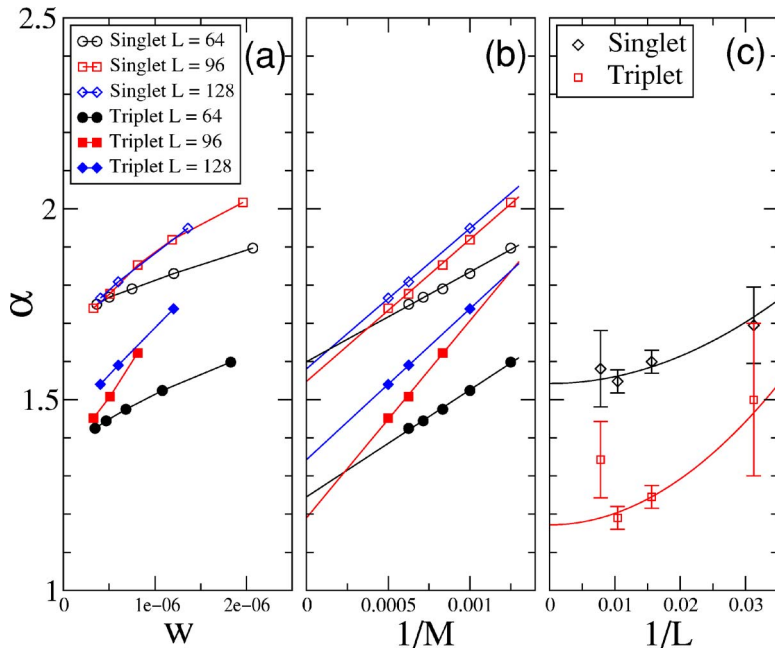 2.5
2
1.5
1
α
Singlet L = 64
Singlet L = 96
Singlet L = 128
Triplet L = 64
Triplet L = 96
Triplet L = 128
(a)
0
1e-06
2e-06
w
(b)
0
0.0005
0.001
1/M
Singlet
Triplet
(c)
0
0.01
0.02
0.03
1/L